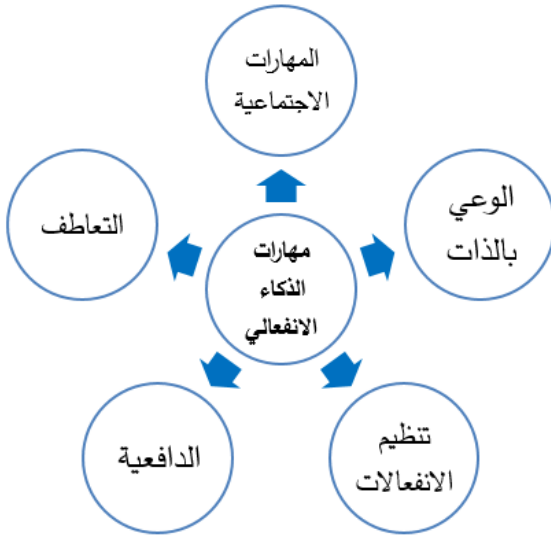 المهارات
الاجتماعية
الوعي
بالذات
التعاطف
مهارات
الذكاء
الانفعالي
تنظيم
الانفعالات
الدافعية